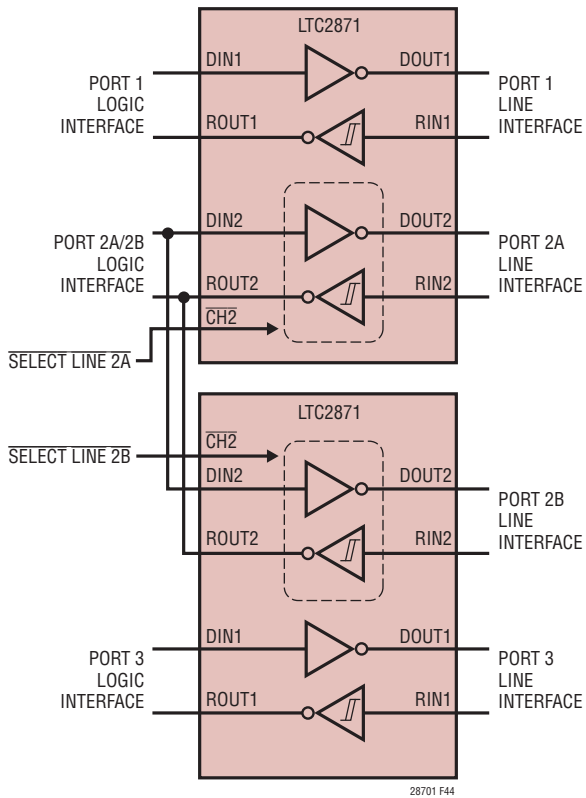 LTC2871
DIN1
DOUT1
PORT 1
LOGIC
INTERFACE
PORT 1
LINE
INTERFACE
ROUT1
RIN1
DIN2
DOUT2
PORT 2A/2B
LOGIC
INTERFACE
PORT 2A
LINE
INTERFACE
ROUT2
RIN2
CH2
SELECT LINE 2A
LTC2871
CH2
SELECT LINE 2B
DIN2
DOUT2
PORT 2B
LINE
INTERFACE
ROUT2
RIN2
DIN1
DOUT1
PORT 3
LOGIC
INTERFACE
PORT 3
LINE
INTERFACE
ROUT1
RIN1
28701 F44